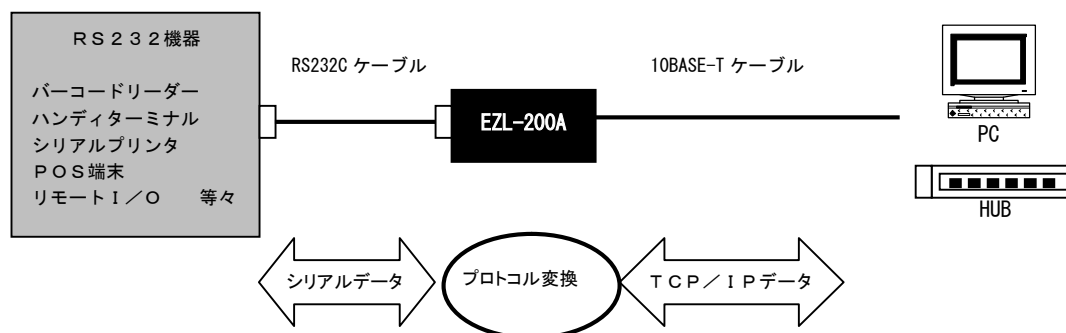 RS232機器
バーコードリーダー
ハンディターミナル
シリアルプリンタ
POS端末
リモートI/O 等々
RS232C ケーブル
EZL-200A
10BASE-T ケーブル
PC
HUB
シリアルデータ
プロトコル変換
TCP/IPデータ